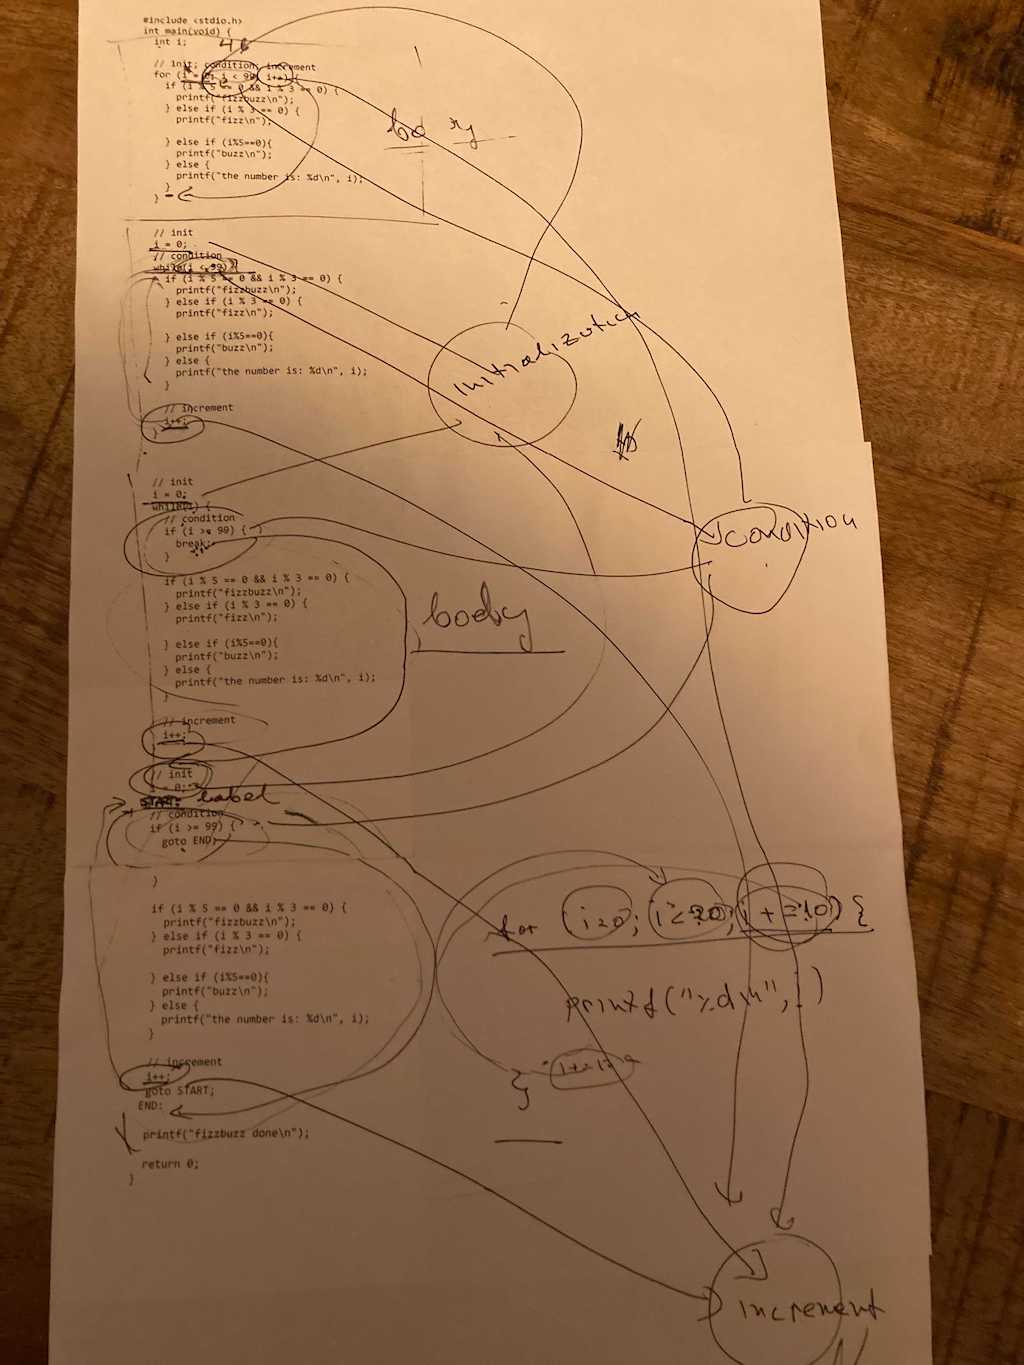 #include <stdio.h>
int main(void) {
int i;
// init; condition; increment
for (i = 0; i < 99; i++) {
if (i % 5 == 0 && i % 3 == 0) {
printf("fizzbuzz\n");
} else if (i % 3 == 0) {
printf("fizz\n");
} else if (i%5==0){
printf("buzz\n");
} else {
printf("the number is: %d\n", i);
}
}
// init
i = 0;
// condition
while(i < 99) {
if (i % 5 == 0 && i % 3 == 0) {
printf("fizzbuzz\n");
} else if (i % 3 == 0) {
printf("fizz\n");
} else if (i%5==0){
printf("buzz\n");
} else {
printf("the number is: %d\n", i);
}
// increment
i++;
}
Initialization
// init
i = 0;
while(1) {
// condition
if (i >= 99) {
break;
}
condition
if (i % 5 == 0 && i % 3 == 0) {
printf("fizzbuzz\n");
} else if (i % 3 == 0) {
printf("fizz\n");
body
} else if (i%5==0){
printf("buzz\n");
} else {
printf("the number is: %d\n", i);
}
// increment
i++;
// init
i = 0;
START: Label
// condition
if (i >= 99) {
goto END;
}
if (i % 5 == 0 && i % 3 == 0) {
printf("fizzbuzz\n");
} else if (i % 3 == 0) {
printf("fizz\n");
} else if (i%5==0){
printf("buzz\n");
} else {
printf("the number is: %d\n", i);
}
for (i=0; i<20; i+=10) {
printf("%d\n", i)
}
// increment
i++;
goto START;
END:
printf("fizzbuzz done\n");
return 0;
}
increment